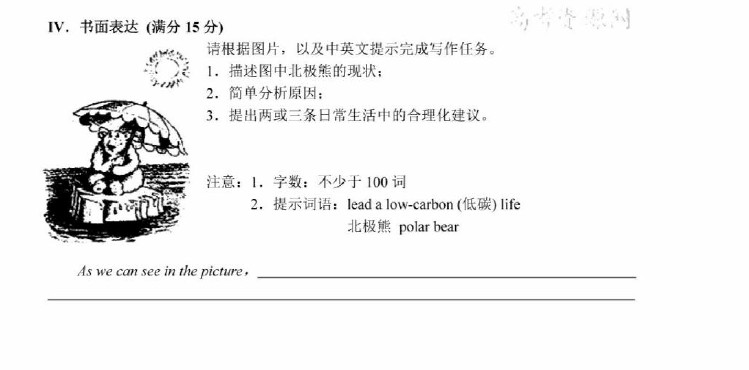 高考资源网
IV．书面表达 (满分 15 分)
请根据图片，以及中英文提示完成写作任务。
1．描述图中北极熊的现状；
2．简单分析原因；
3．提出两或三条日常生活中的合理化建议。
注意：1．字数：不少于 100 词
2．提示词语：lead a low-carbon (低碳) life
北极熊 polar bear
As we can see in the picture，